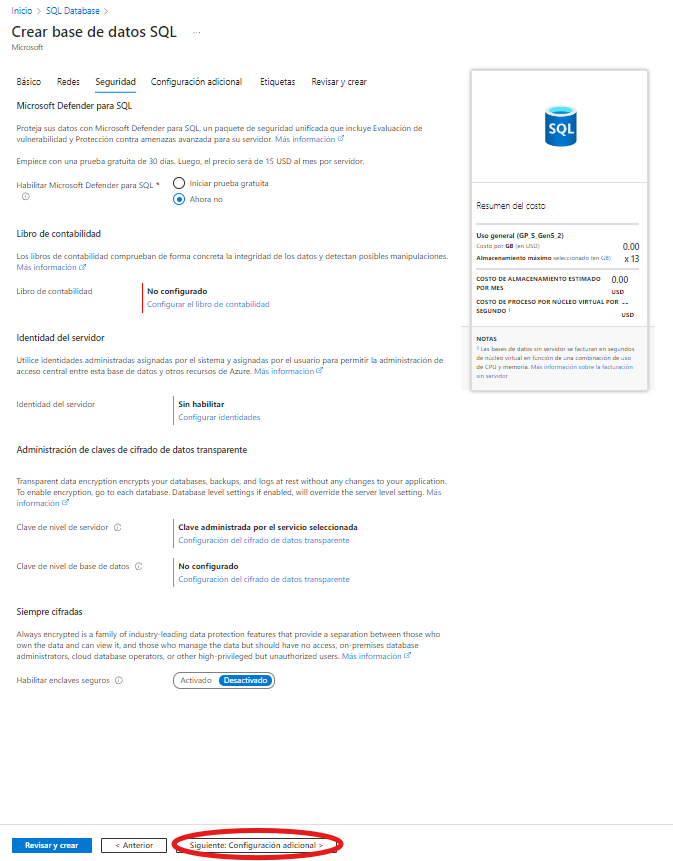 Inicio > SQL Database >
Crear base de datos SQL ...
Microsoft
Básico Redes Seguridad Configuración adicional Etiquetas Revisar y crear
Microsoft Defender para SQL
Proteja sus datos con Microsoft Defender para SQL, un paquete de seguridad unificada que incluye Evaluación de
vulnerabilidad y Protección contra amenazas avanzada para su servidor. Más información
Empiece con una prueba gratuita de 30 días. Luego, el precio será de 15 USD al mes por servidor.
Habilitar Microsoft Defender para SQL *
Iniciar prueba gratuita
Ahora no
Libro de contabilidad
Los libros de contabilidad comprueban de forma concreta la integridad de los datos y detectan posibles manipulaciones.
Más información
Libro de contabilidad
No configurado
Configurar el libro de contabilidad
Identidad del servidor
Utilice identidades administradas asignadas por el sistema y asignadas por el usuario para permitir la administración de
acceso central entre esta base de datos y otros recursos de Azure. Más información
Identidad del servidor
Sin habilitar
Configurar identidades
Administración de claves de cifrado de datos transparente
Transparent data encryption encrypts your databases, backups, and logs at rest without any changes to your application.
To enable encryption, go to each database. Database level settings if enabled, will override the server level setting. Más
información
Clave de nivel de servidor
Clave administrada por el servicio seleccionada
Configuración del cifrado de datos transparente
Clave de nivel de base de datos
No configurado
Configuración del cifrado de datos transparente
Siempre cifradas
Always encrypted is a family of industry-leading data protection features that provide a separation between those who
own the data and can view it, and those who manage the data but should have no access, on-premises database
administrators, cloud database operators, or other high-privileged but unauthorized users. Más información
Habilitar enclaves seguros
Activado Desactivado
SQL
Resumen del costo
Uso general (GP_S_Gen5_2)
Costo por GB (en USD) 0.00
Almacenamiento máximo seleccionado (en GB) x 13
COSTO DE ALMACENAMIENTO ESTIMADO 0.00
POR MES USD
COSTO DE PROCESO POR NÚCLEO VIRTUAL POR --
SEGUNDO ¹ USD
NOTAS
¹ Las bases de datos sin servidor se facturan en segundos
de núcleo virtual en función de una combinación de uso
de CPU y memoria. Más información sobre la facturación
sin servidor
Revisar y crear < Anterior Siguiente: Configuración adicional >